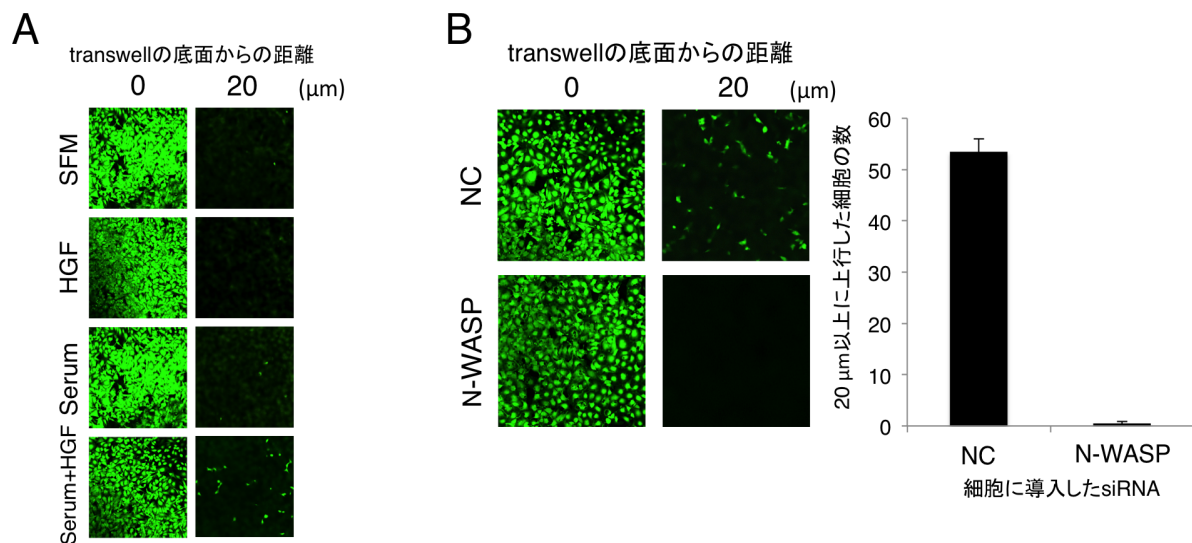 A
transwellの底面からの距離
0 20 (μm)
SFM
HGF
Serum
Serum+HGF
B
transwellの底面からの距離
0 20 (μm)
NC
N-WASP
20 μm以上に上行した細胞の数
60
50
40
30
20
10
0
NC N-WASP
細胞に導入したsiRNA